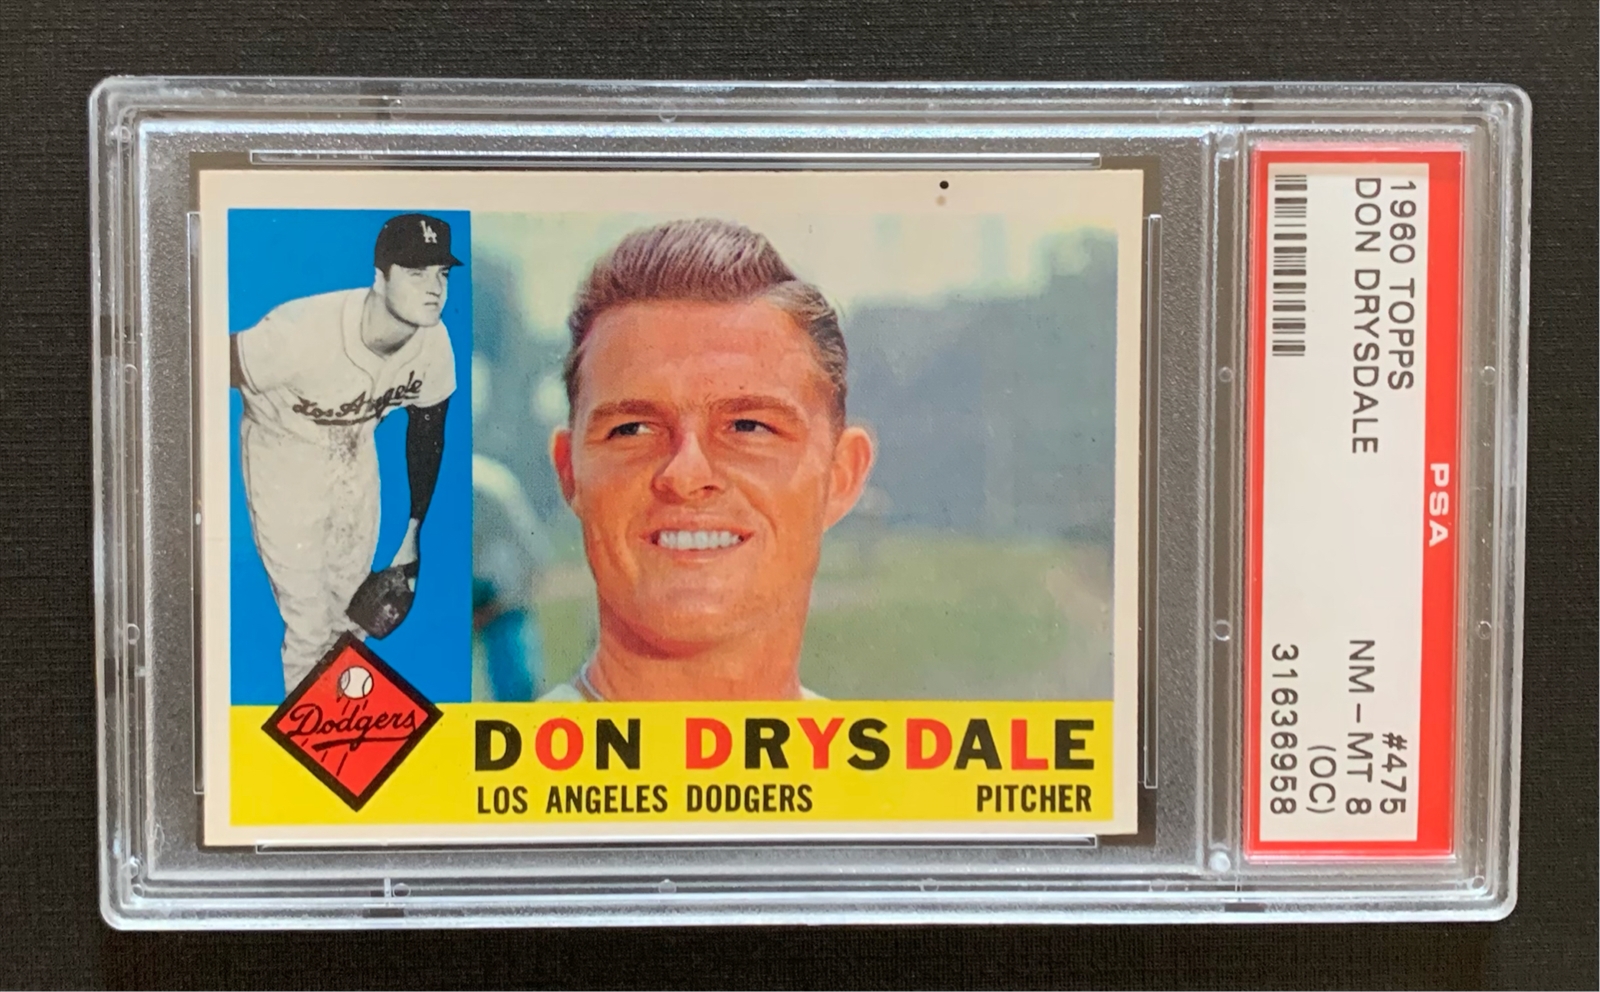 LA
Los Angele
Dodgers
DON DRYSDALE
LOS ANGELES DODGERS
PITCHER
PSA
1960 TOPPS
#475
DON DRYSDALE
NM - MT 8
(OC)
31636958